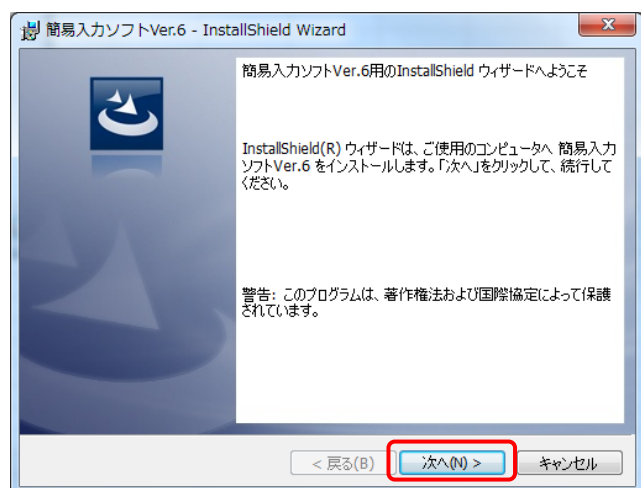 簡易入力ソフトVer.6 - InstallShield Wizard
簡易入力ソフトVer.6用のInstallShield ウィザードへようこそ
InstallShield(R) ウィザードは、ご使用のコンピュータへ 簡易入力
ソフトVer.6 をインストールします。「次へ」をクリックして、続行して
ください。
警告: このプログラムは、著作権法および国際協定によって保護
されています。
< 戻る(B) 次へ(N) > キャンセル